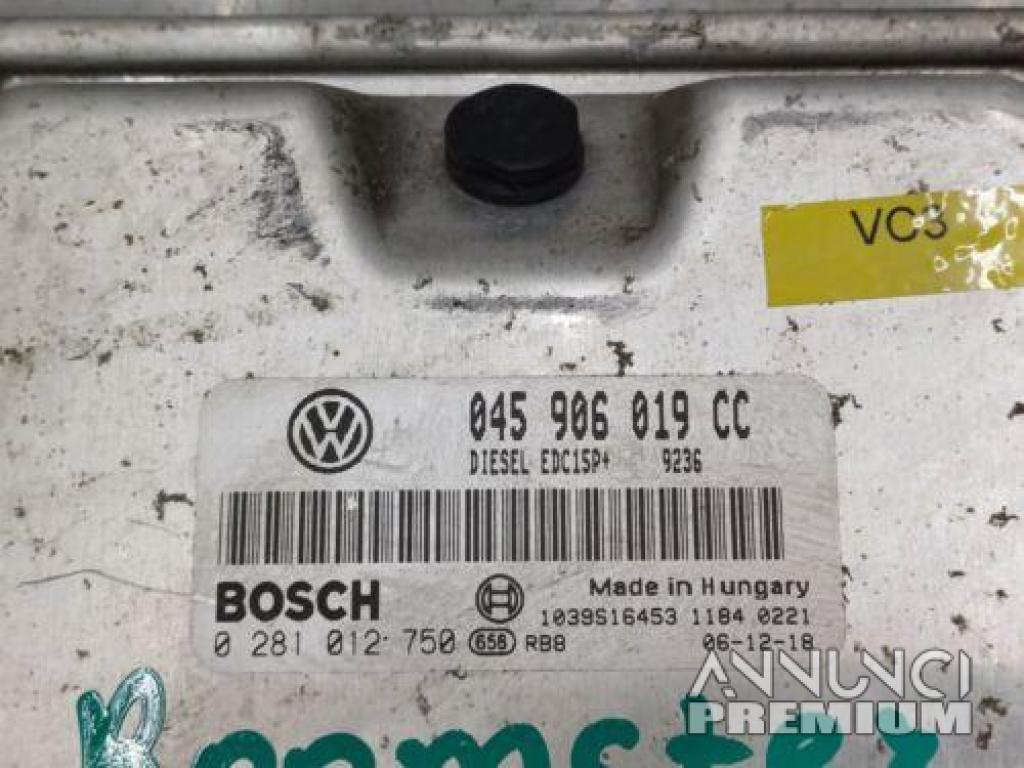 VC3
045 906 019 CC
DIESEL EDC15P+ 9236
BOSCH
Made in Hungary
1039S16453 1184 0221
0 281 012 750 656 RB8 06-12-18
ANNUNCI
PREMIUM